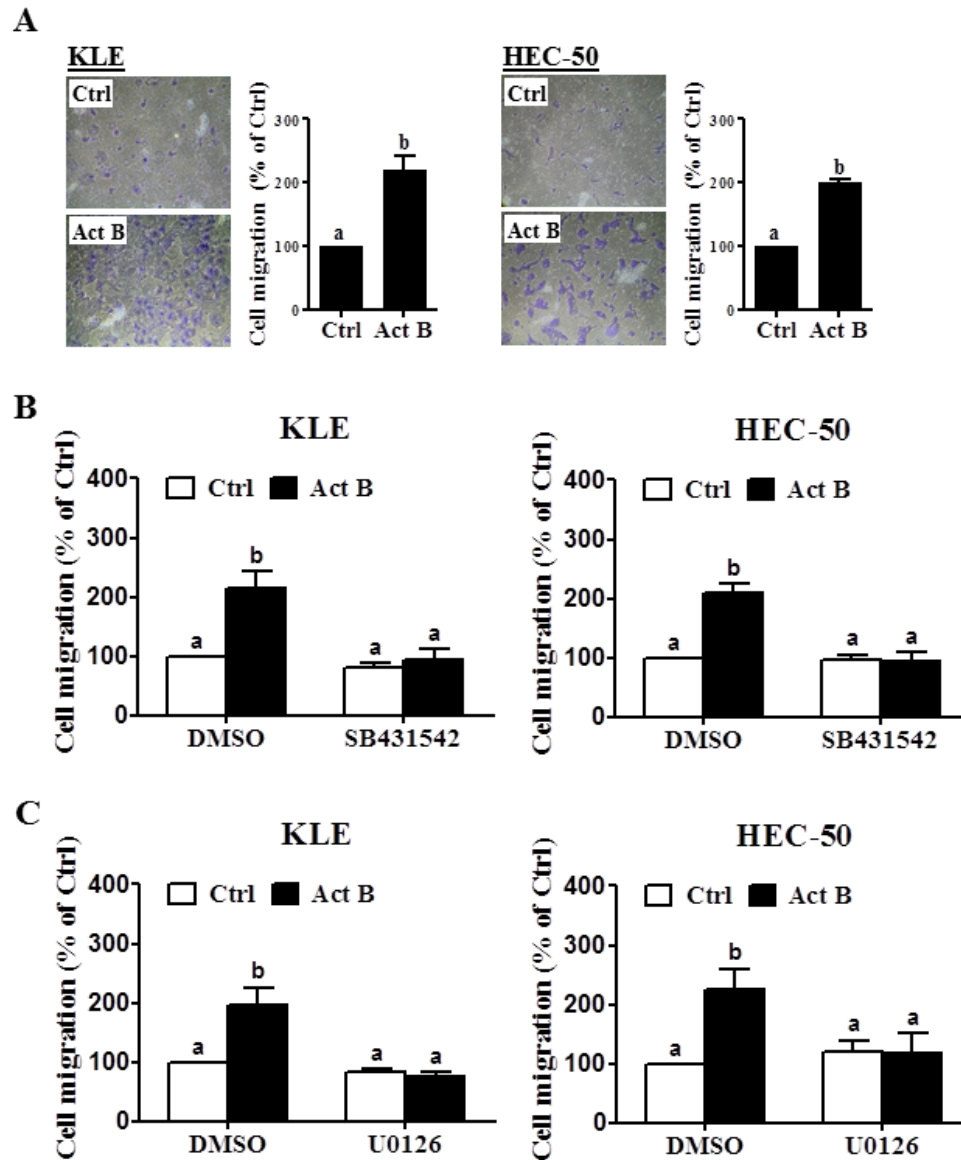 A
KLE
Ctrl
Act B
Cell migration (% of Ctrl)
300
200
100
0
a
b
Ctrl Act B
HEC-50
Ctrl
Act B
Cell migration (% of Ctrl)
300
200
100
0
a
b
Ctrl Act B
B
KLE
Cell migration (% of Ctrl)
400
300
200
100
0
Ctrl Act B
a
b
a
a
DMSO SB431542
HEC-50
Cell migration (% of Ctrl)
400
300
200
100
0
Ctrl Act B
a
b
a
a
DMSO SB431542
C
KLE
Cell migration (% of Ctrl)
400
300
200
100
0
Ctrl Act B
a
b
a
a
DMSO U0126
HEC-50
Cell migration (% of Ctrl)
400
300
200
100
0
Ctrl Act B
a
b
a
a
DMSO U0126